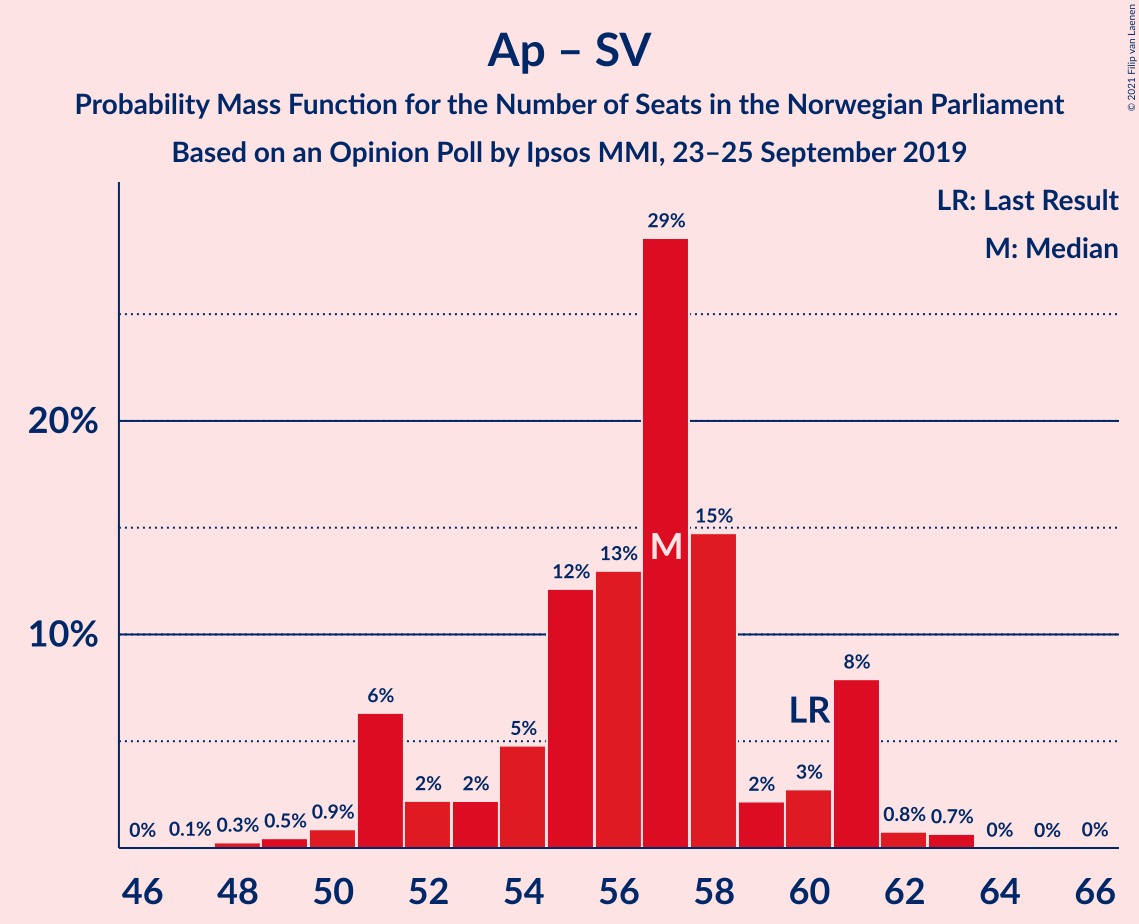 Ap – SV
Probability Mass Function for the Number of Seats in the Norwegian Parliament
Based on an Opinion Poll by Ipsos MMI, 23–25 September 2019
© 2021 Filip van Laenen
LR: Last Result
M: Median
20%
10%
0% 0.1% 0.3% 0.5% 0.9% 6% 2% 2% 5% 12% 13% 29% 15% 2% 3% 8% 0.8% 0.7% 0% 0% 0%
M
LR
46 48 50 52 54 56 58 60 62 64 66